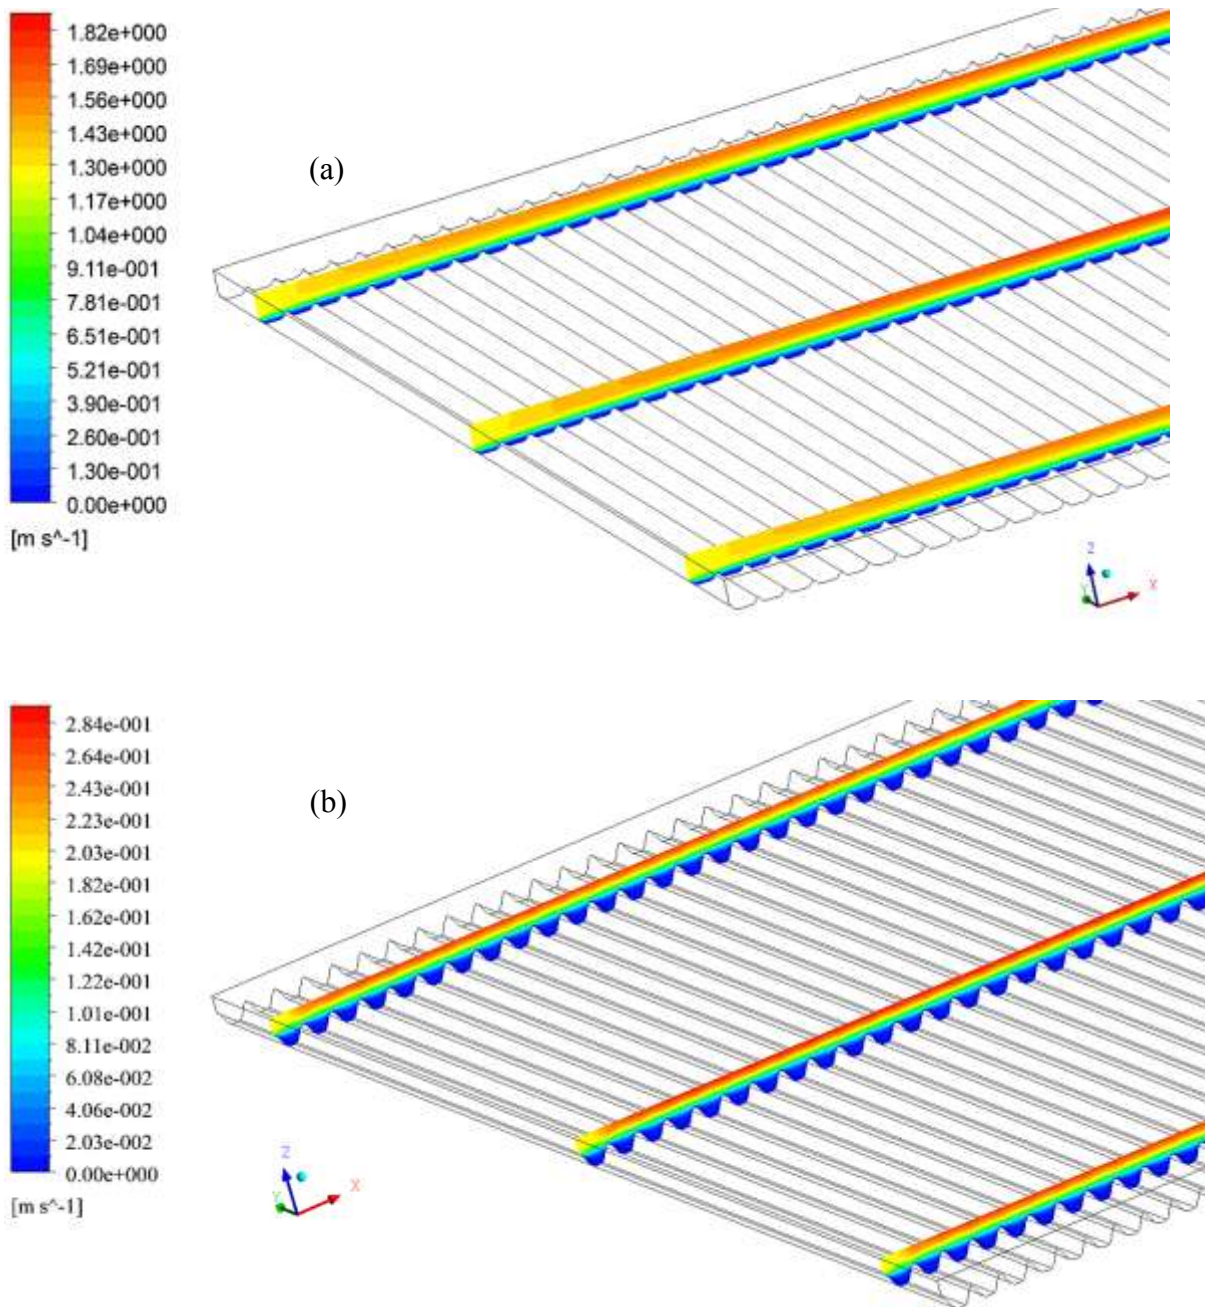 1.82e+000
1.69e+000
1.56e+000
1.43e+000
1.30e+000
1.17e+000
1.04e+000
9.11e-001
7.81e-001
6.51e-001
5.21e-001
3.90e-001
2.60e-001
1.30e-001
0.00e+000
[m s^-1]
(a)
Z
Y
X
2.84e-001
2.64e-001
2.43e-001
2.23e-001
2.03e-001
1.82e-001
1.62e-001
1.42e-001
1.22e-001
1.01e-001
8.11e-002
6.08e-002
4.06e-002
2.03e-002
0.00e+000
[m s^-1]
(b)
Z
Y
X